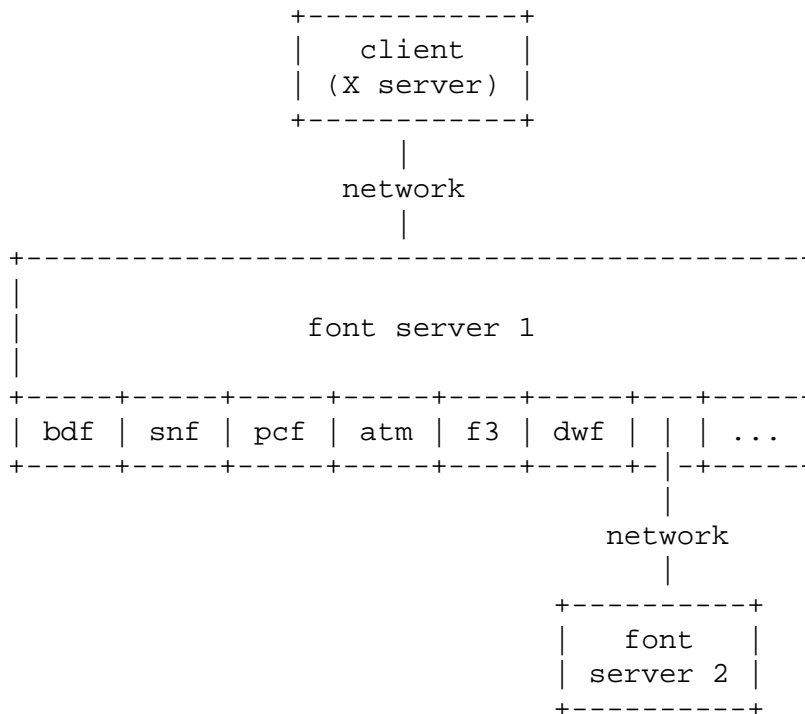 client
(X server)
network
font server 1
bdf | snf | pcf | atm | f3 | dwf | | | ...
network
font
server 2